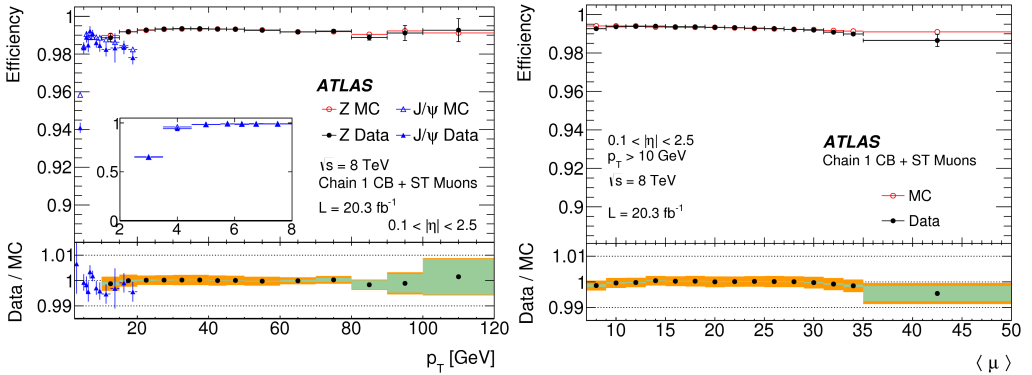 Efficiency
1
0.98
0.96
0.94
0.92
0.9
ATLAS
Z MC
J/ψ MC
Z Data
J/ψ Data
√s = 8 TeV
Chain 1 CB + ST Muons
L = 20.3 fb⁻¹
0.1 < |η| < 2.5
1
0.5
0
2 4 6 8
Data / MC
1.01
1
0.99
20 40 60 80 100 120
p_T [GeV]
Efficiency
1
0.98
0.96
0.94
0.92
0.9
0.1 < |η| < 2.5
p_T > 10 GeV
√s = 8 TeV
L = 20.3 fb⁻¹
ATLAS
Chain 1 CB + ST Muons
MC
Data
Data / MC
1.01
1
0.99
10 15 20 25 30 35 40 45 50
⟨ μ ⟩